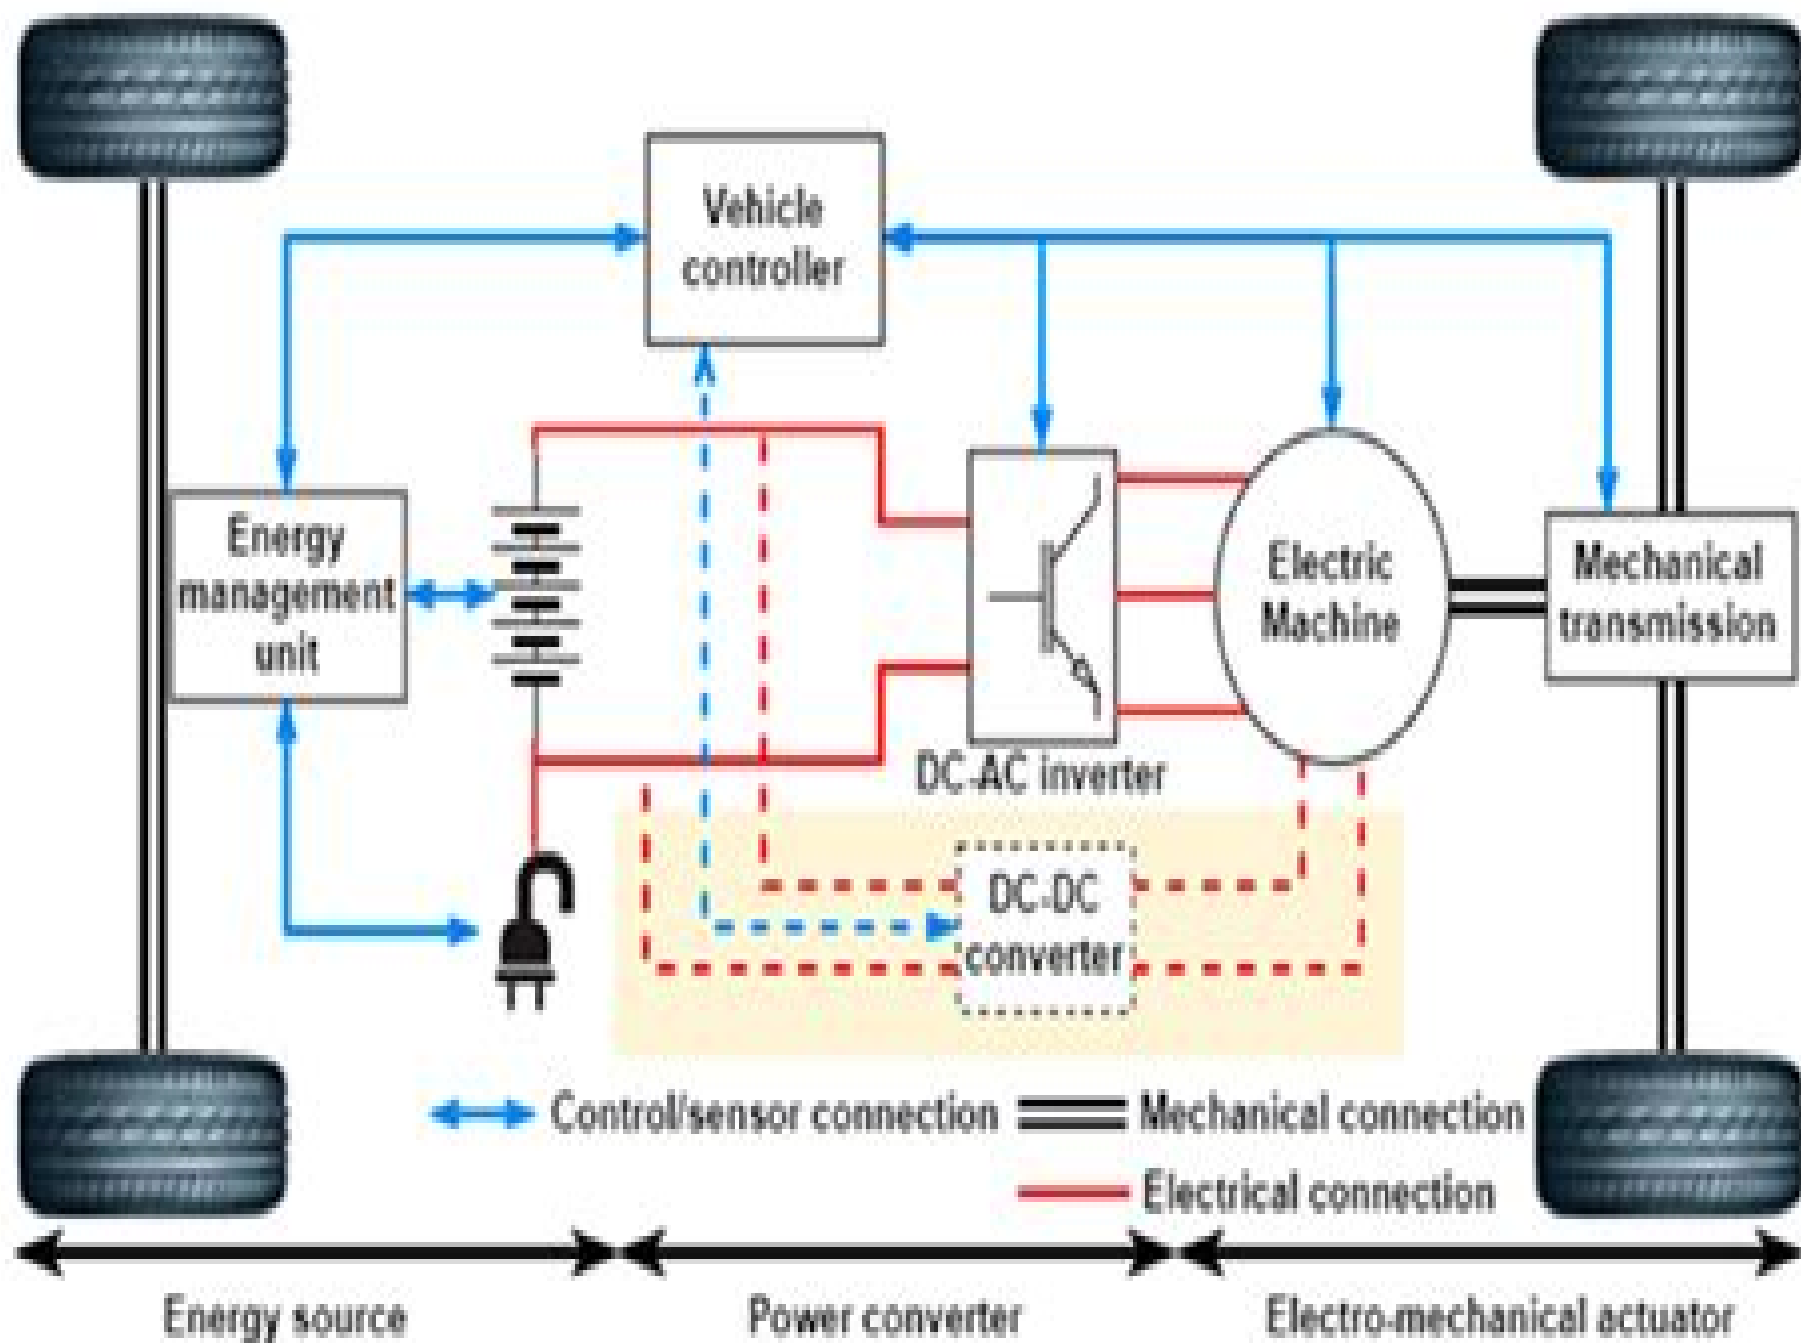 Vehicle
controller
Energy
management
unit
Electric
Machine
Mechanical
transmission
DC-AC inverter
DC-DC
converter
Control/sensor connection
Mechanical connection
Electrical connection
Energy source
Power converter
Electro-mechanical actuator